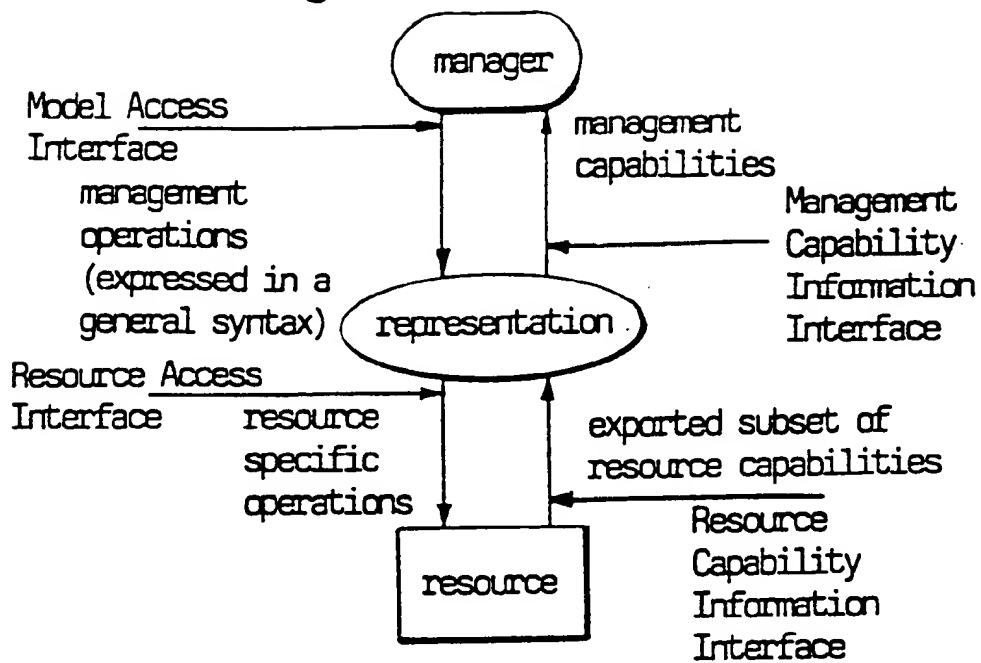 manager
Model Access
Interface
management
capabilities
management
operations
(expressed in a
general syntax)
Management
Capability
Information
Interface
representation
Resource Access
Interface
resource
specific
operations
exported subset of
resource capabilities
Resource
Capability
Information
Interface
resource